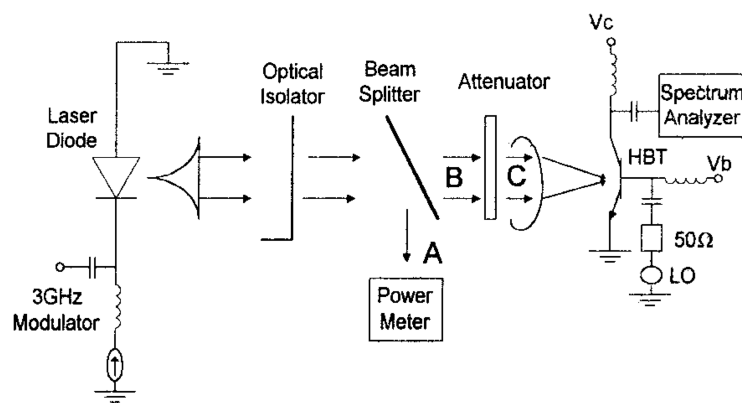 Vc
Optical
Isolator
Beam
Splitter
Attenuator
Spectrum
Analyzer
Laser
Diode
HBT
Vb
B
C
A
50Ω
LO
3GHz
Modulator
Power
Meter